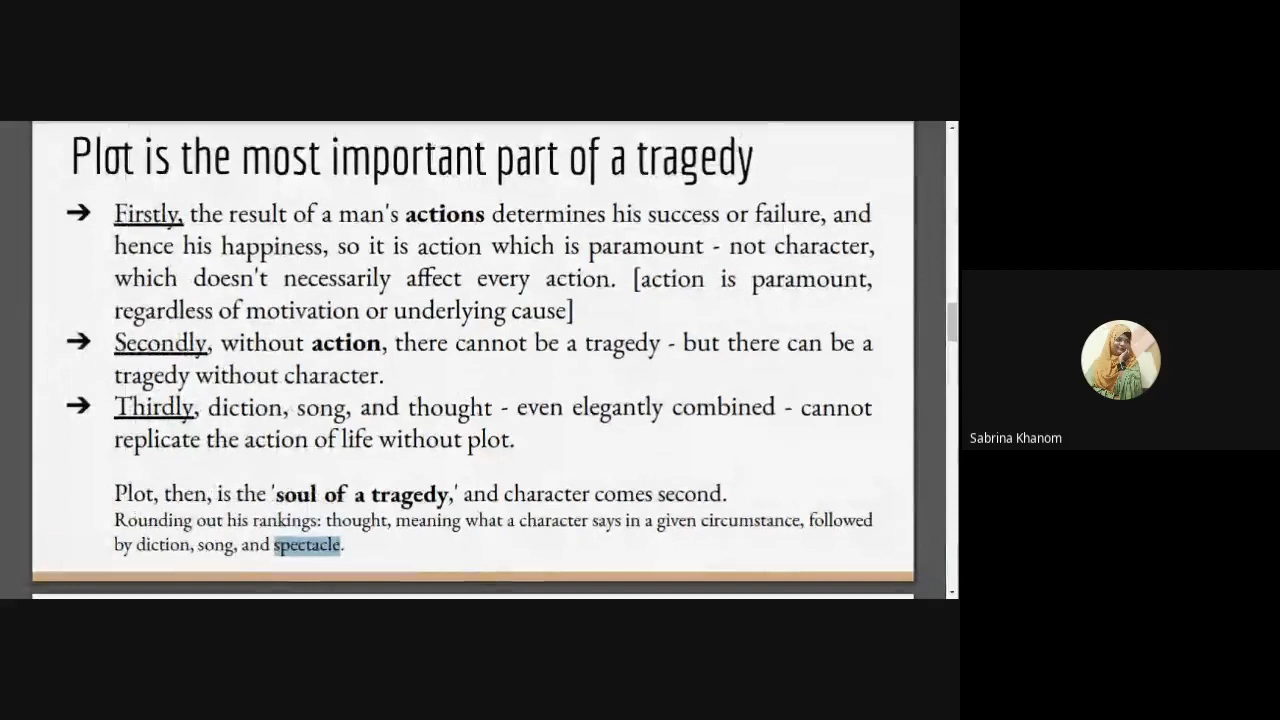 Plot is the most important part of a tragedy
➔ Firstly, the result of a man's actions determines his success or failure, and
hence his happiness, so it is action which is paramount - not character,
which doesn't necessarily affect every action. [action is paramount,
regardless of motivation or underlying cause]
➔ Secondly, without action, there cannot be a tragedy - but there can be a
tragedy without character.
➔ Thirdly, diction, song, and thought - even elegantly combined - cannot
replicate the action of life without plot.
Plot, then, is the 'soul of a tragedy,' and character comes second.
Rounding out his rankings: thought, meaning what a character says in a given circumstance, followed
by diction, song, and spectacle.
Sabrina Khanom